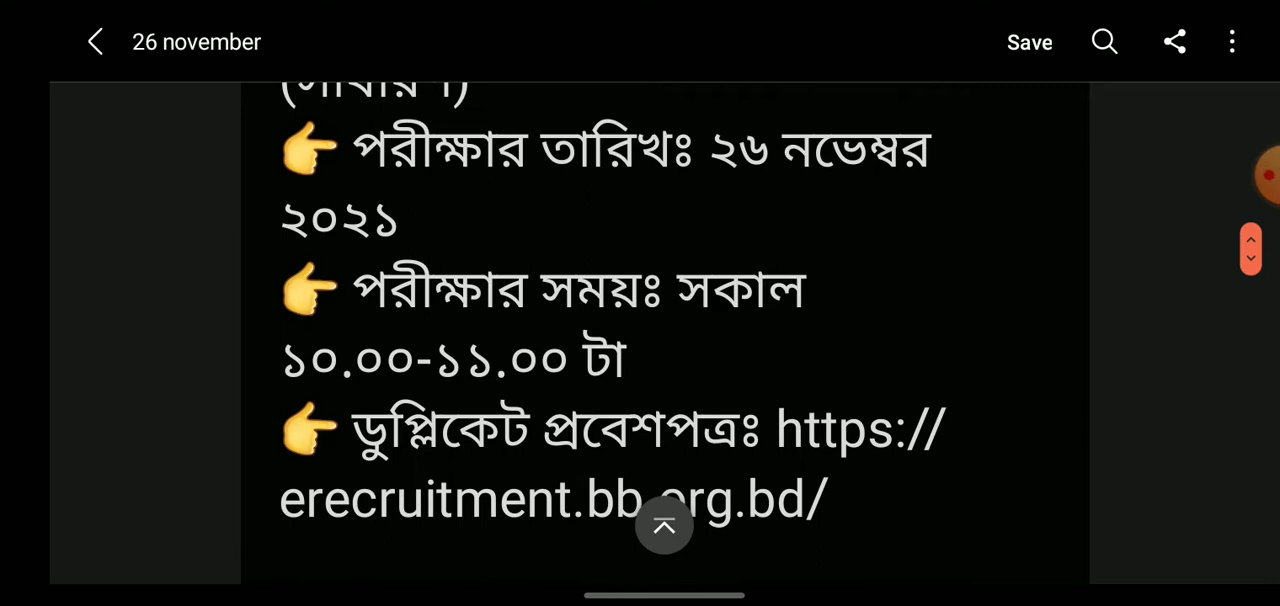 26 november
Save
👉 পরীক্ষার তারিখঃ ২৬ নভেম্বর
২০২১
👉 পরীক্ষার সময়ঃ সকাল
১০.০০-১১.০০ টা
👉 ডুপ্লিকেট প্রবেশপত্রঃ https://
erecruitment.bb.org.bd/